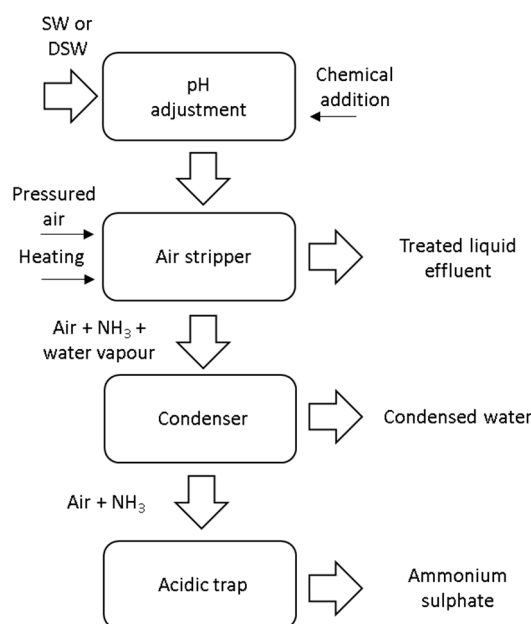 SW or
DSW
pH
adjustment
Chemical
addition
Pressured
air
Heating
Air stripper
Treated liquid
effluent
Air + NH₃ +
water vapour
Condenser
Condensed water
Air + NH₃
Acidic trap
Ammonium
sulphate